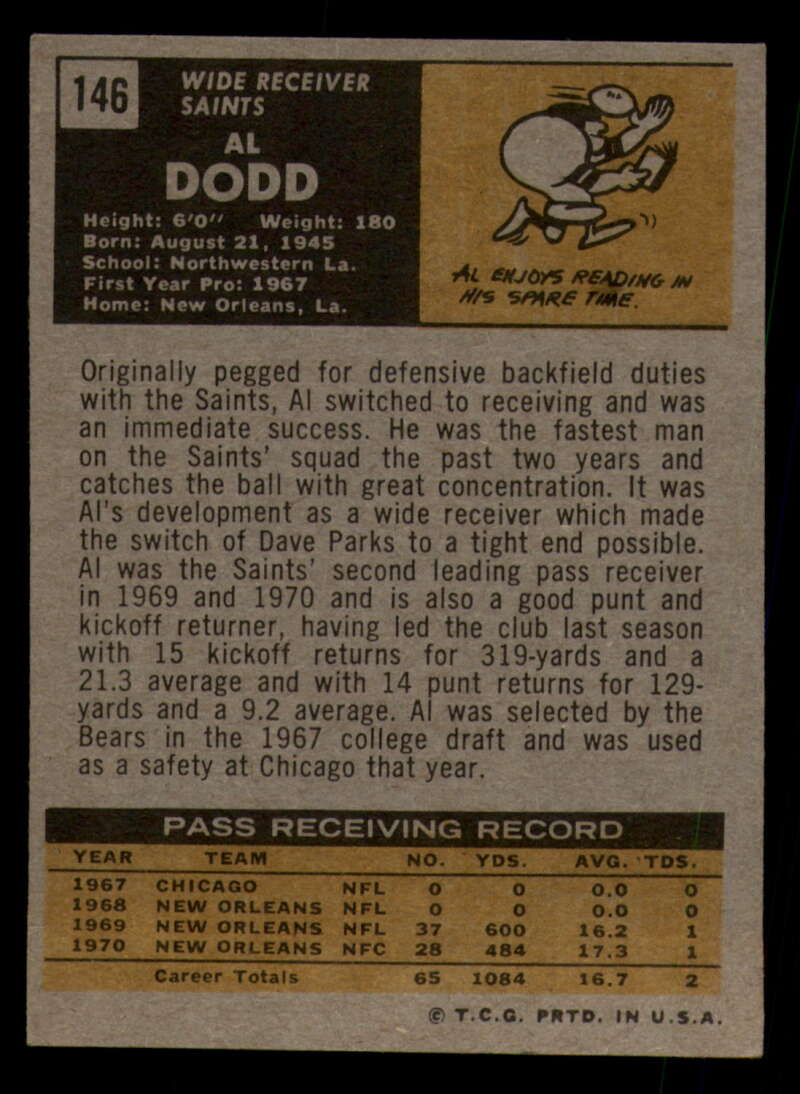 146
WIDE RECEIVER
SAINTS
AL
DODD
Height: 6'0" Weight: 180
Born: August 21, 1945
School: Northwestern La.
First Year Pro: 1967
Home: New Orleans, La.
AL ENJOYS READING IN
HIS SPARE TIME.
Originally pegged for defensive backfield duties
with the Saints, Al switched to receiving and was
an immediate success. He was the fastest man
on the Saints' squad the past two years and
catches the ball with great concentration. It was
Al's development as a wide receiver which made
the switch of Dave Parks to a tight end possible.
Al was the Saints' second leading pass receiver
in 1969 and 1970 and is also a good punt and
kickoff returner, having led the club last season
with 15 kickoff returns for 319-yards and a
21.3 average and with 14 punt returns for 129-
yards and a 9.2 average. Al was selected by the
Bears in the 1967 college draft and was used
as a safety at Chicago that year.
PASS RECEIVING RECORD
YEAR TEAM NO. YDS. AVG. TDS.
1967 CHICAGO NFL 0 0 0.0 0
1968 NEW ORLEANS NFL 0 0 0.0 0
1969 NEW ORLEANS NFL 37 600 16.2 1
1970 NEW ORLEANS NFC 28 484 17.3 1
Career Totals 65 1084 16.7 2
© T.C.G. PRTD. IN U.S.A.